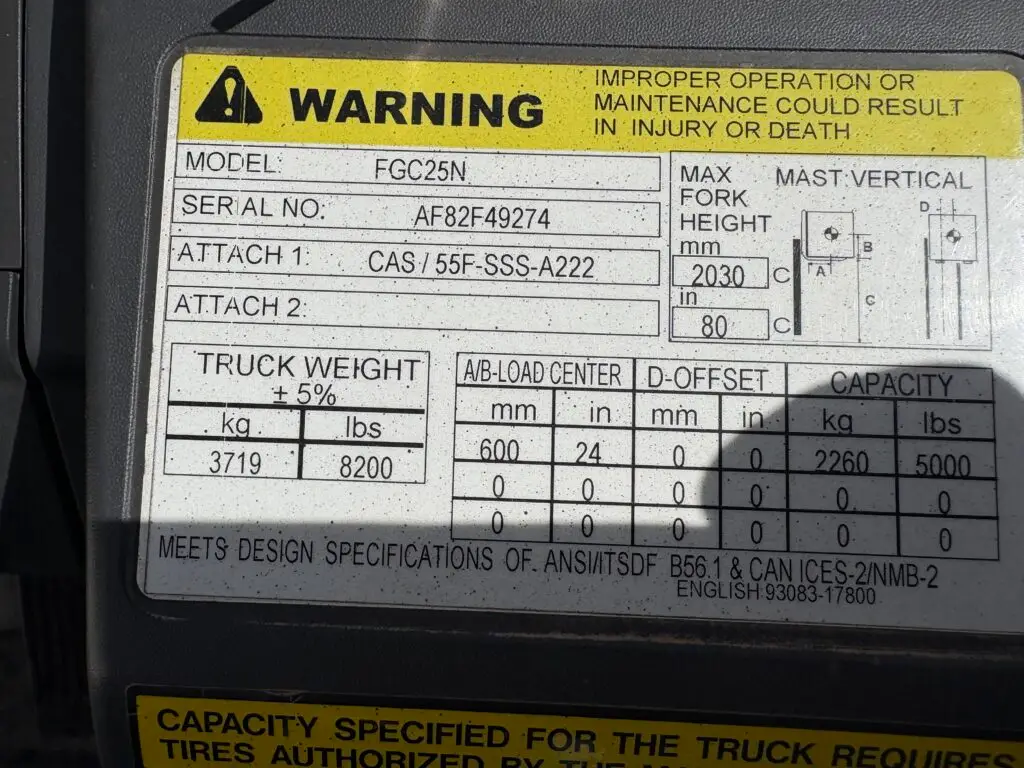 WARNING
IMPROPER OPERATION OR
MAINTENANCE COULD RESULT
IN INJURY OR DEATH
MODEL: FGC25N
SERIAL NO. AF82F49274
ATTACH 1: CAS / 55F-SSS-A222
ATTACH 2:
MAX FORK HEIGHT
MAST VERTICAL
mm
2030 C
in
80 C
A
B
C
D
TRUCK WEIGHT
± 5%
kg lbs
3719 8200
A/B-LOAD CENTER D-OFFSET CAPACITY
mm in mm in kg lbs
600 24 0 0 2260 5000
0 0 0 0 0 0
0 0 0 0 0 0
MEETS DESIGN SPECIFICATIONS OF. ANSI/ITSDF B56.1 & CAN ICES-2/NMB-2
ENGLISH 93083-17800
CAPACITY SPECIFIED FOR THE TRUCK REQUIRES
TIRES AUTHORIZED BY THE